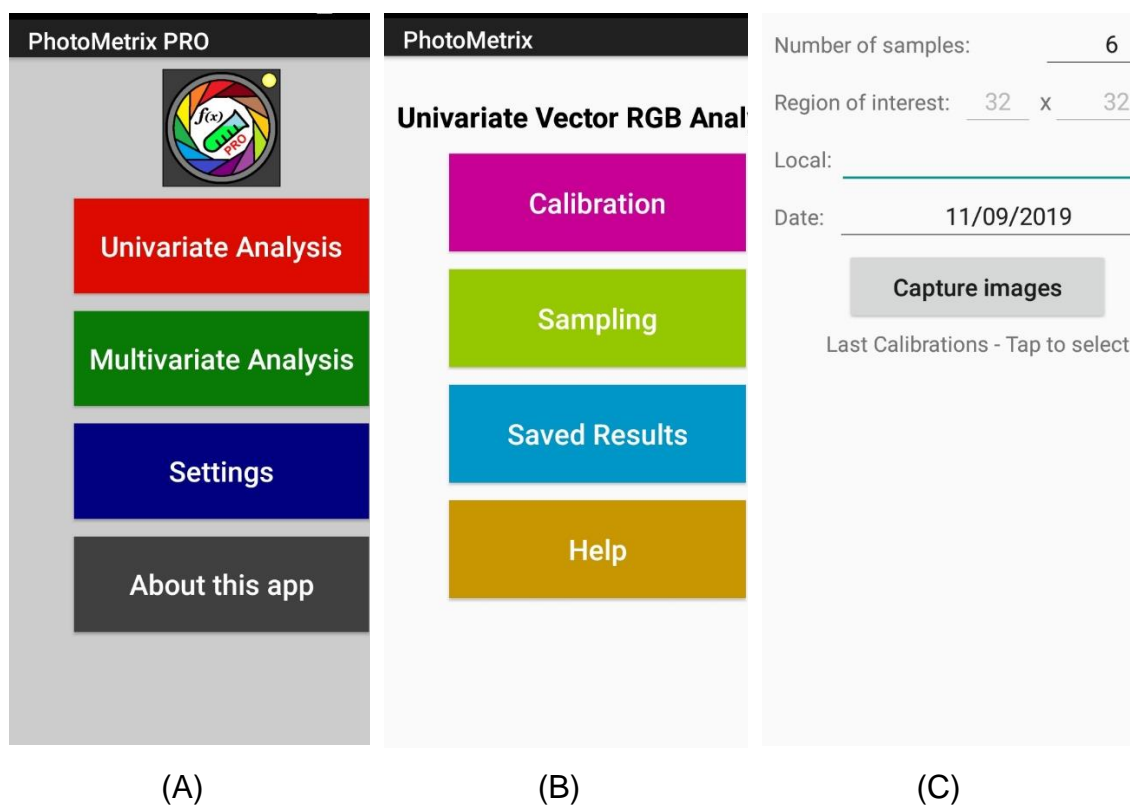 PhotoMetrix PRO
f(x)
PRO
Univariate Analysis
Multivariate Analysis
Settings
About this app
(A)
PhotoMetrix
Univariate Vector RGB Anal
Calibration
Sampling
Saved Results
Help
(B)
Number of samples: 6
Region of interest: 32 x 32
Local:
Date: 11/09/2019
Capture images
Last Calibrations - Tap to select
(C)